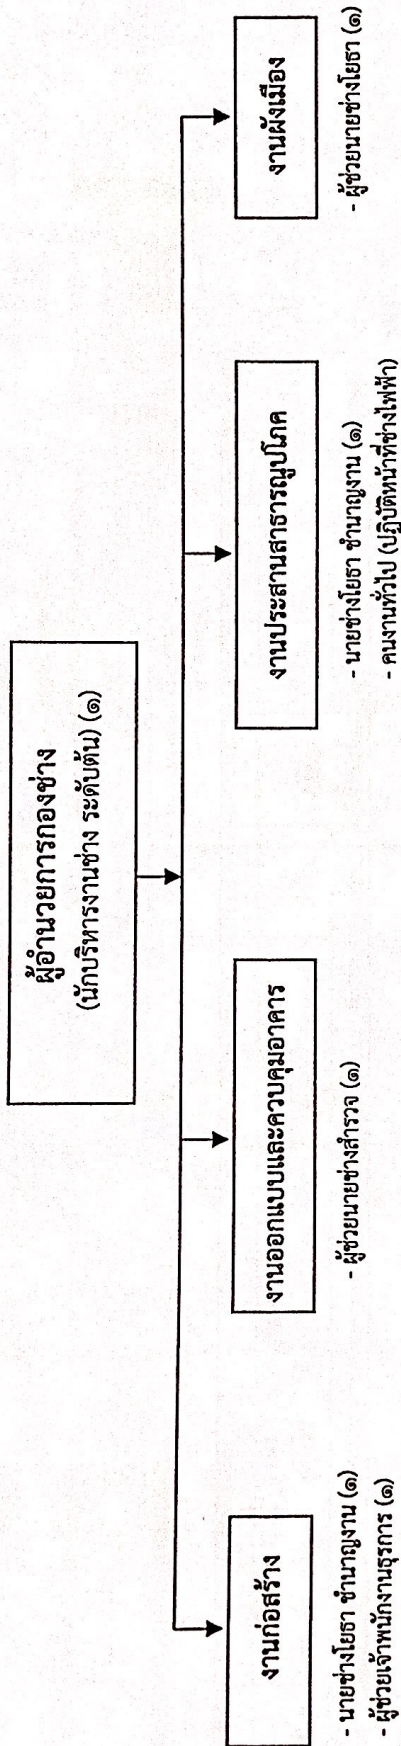 ผู้อำนวยการกองช่าง
(นักบริหารงานช่าง ระดับต้น) (๑)
งานก่อสร้าง
- นายช่างโยธา ชำนาญงาน (๑)
- ผู้ช่วยเจ้าพนักงานธุรการ (๑)
งานออกแบบและควบคุมอาคาร
- ผู้ช่วยนายช่างสำรวจ (๑)
งานประสานสาธารณูปโภค
- นายช่างโยธา ชำนาญงาน (๑)
- คนงานทั่วไป (ปฏิบัติหน้าที่ช่างไฟฟ้า)
งานผังเมือง
- ผู้ช่วยนายช่างโยธา (๑)